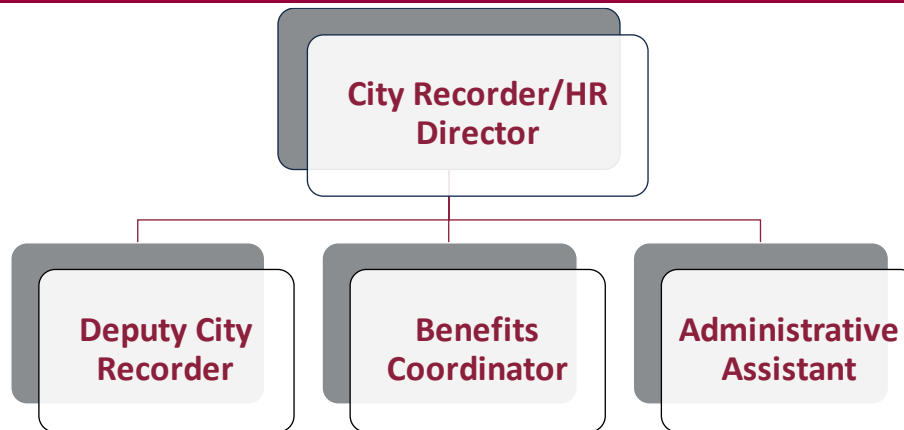 City Recorder/HR
Director
Deputy City
Recorder
Benefits
Coordinator
Administrative
Assistant